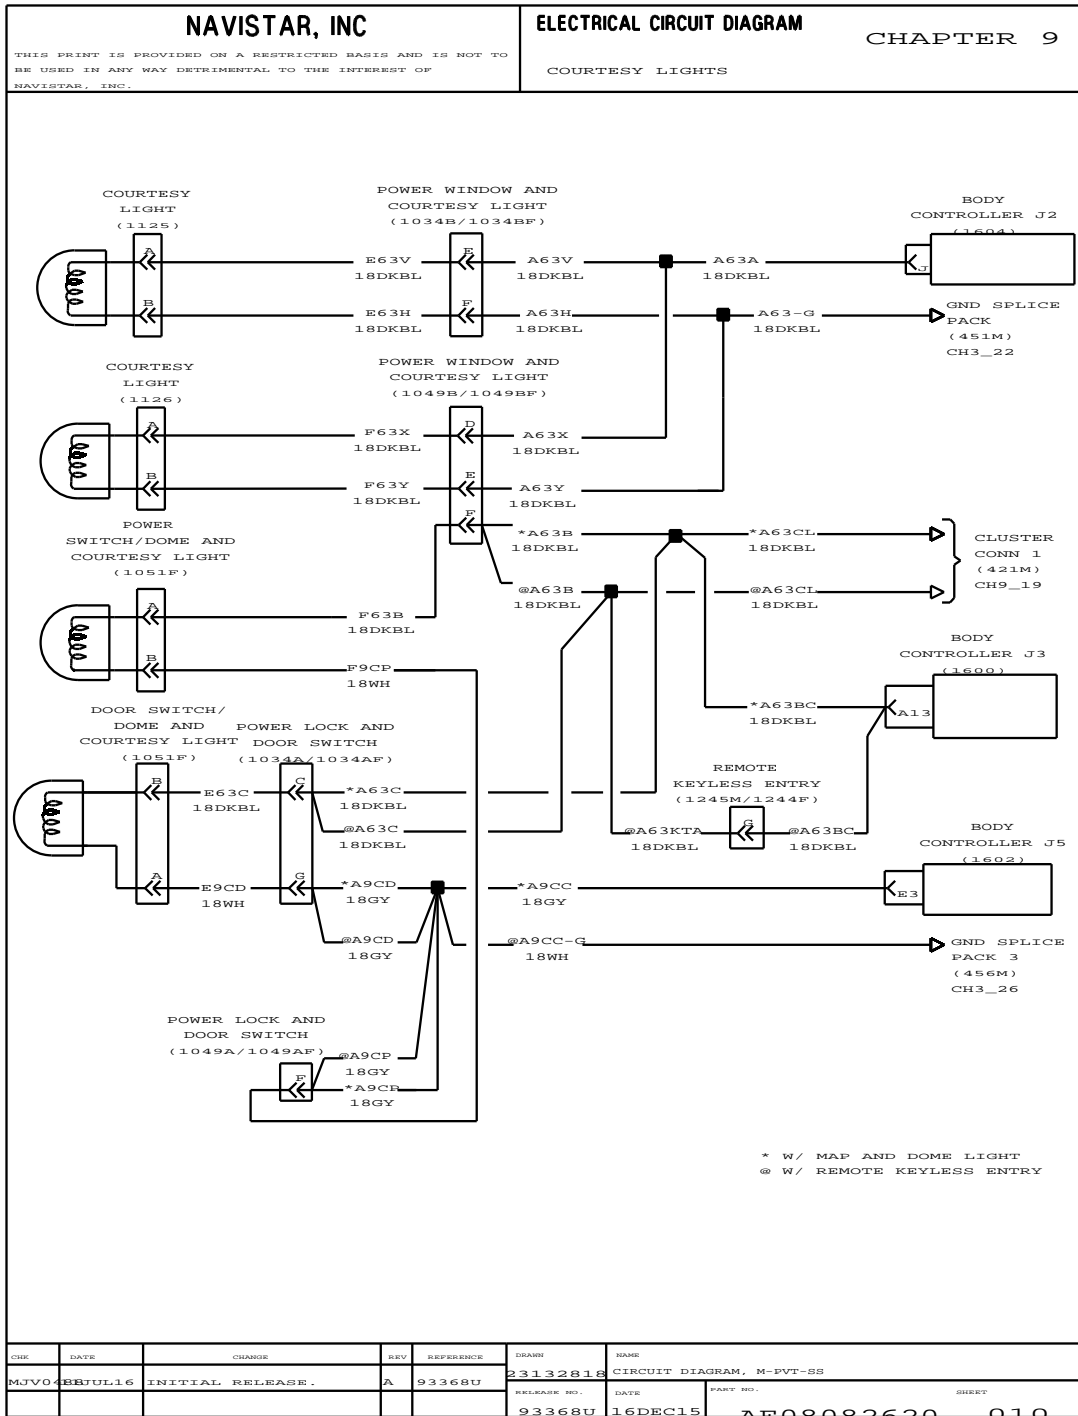 NAVISTAR, INC
THIS PRINT IS PROVIDED ON A RESTRICTED BASIS AND IS NOT TO
BE USED IN ANY WAY DETRIMENTAL TO THE INTEREST OF
NAVISTAR, INC.
ELECTRICAL CIRCUIT DIAGRAM
CHAPTER 9
COURTESY LIGHTS
COURTESY
LIGHT
(1125)
POWER WINDOW AND
COURTESY LIGHT
(1034B/1034BF)
BODY
CONTROLLER J2
(1604)
A
E63V
18DKBL
E
A63V
18DKBL
A63A
18DKBL
J
B
E63H
18DKBL
F
A63H
18DKBL
A63-G
18DKBL
GND SPLICE
PACK
(451M)
CH3_22
COURTESY
LIGHT
(1126)
POWER WINDOW AND
COURTESY LIGHT
(1049B/1049BF)
A
F63X
18DKBL
D
A63X
18DKBL
B
F63Y
18DKBL
E
A63Y
18DKBL
F
*A63B
18DKBL
*A63CL
18DKBL
@A63B
18DKBL
@A63CL
18DKBL
CLUSTER
CONN 1
(421M)
CH9_19
POWER
SWITCH/DOME AND
COURTESY LIGHT
(1051F)
A
F63B
18DKBL
B
F9CP
18WH
BODY
CONTROLLER J3
(1600)
*A63BC
18DKBL
A13
DOOR SWITCH/
DOME AND
COURTESY LIGHT
(1051F)
POWER LOCK AND
DOOR SWITCH
(1034A/1034AF)
B
E63C
18DKBL
C
*A63C
18DKBL
@A63C
18DKBL
REMOTE
KEYLESS ENTRY
(1245M/1244F)
@A63KTA
18DKBL
G
@A63BC
18DKBL
BODY
CONTROLLER J5
(1602)
A
E9CD
18WH
G
*A9CD
18GY
*A9CC
18GY
E3
@A9CD
18GY
@A9CC-G
18WH
GND SPLICE
PACK 3
(456M)
CH3_26
POWER LOCK AND
DOOR SWITCH
(1049A/1049AF)
F
@A9CP
18GY
*A9CP
18GY
* W/ MAP AND DOME LIGHT
@ W/ REMOTE KEYLESS ENTRY
CHK DATE CHANGE REV REFERENCE
INITIAL RELEASE. A 93368U
DRAWN
23132818
NAME
CIRCUIT DIAGRAM, M-PVT-SS
RELEASE NO.
93368U
DATE
16DEC15
PART NO.
SHEET
010